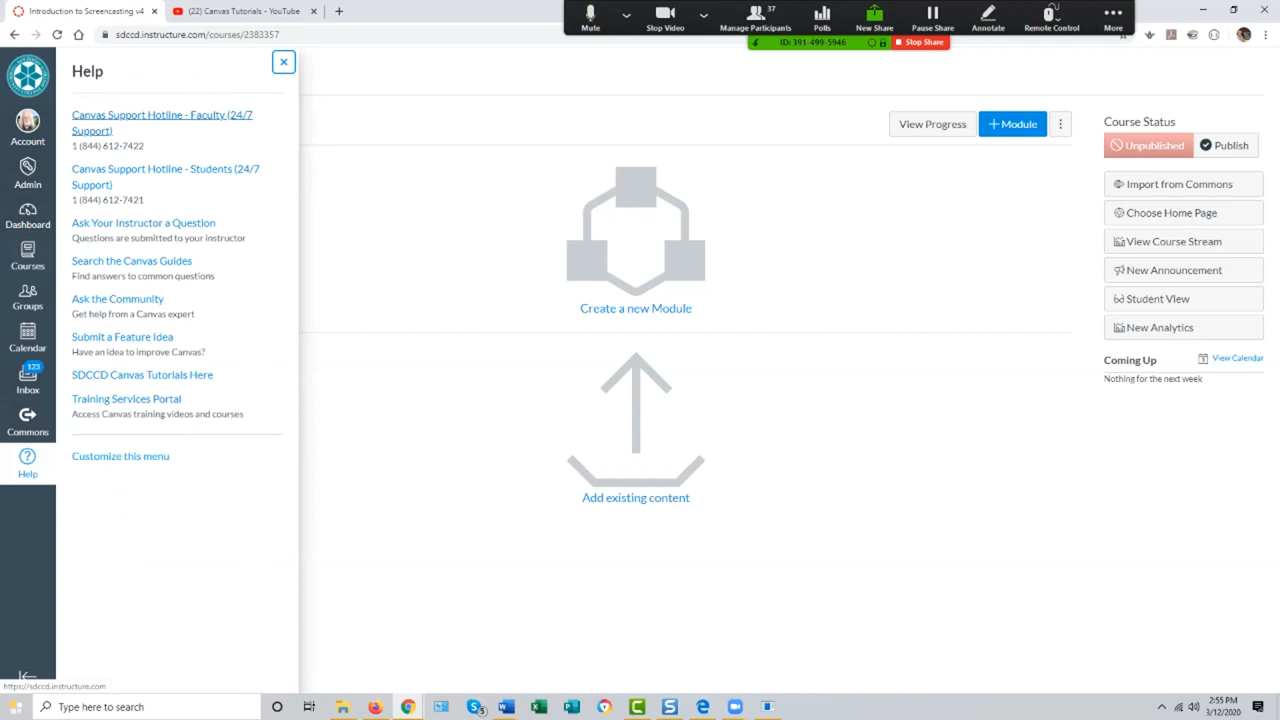 Introduction to Screencasting v4
(22) Canvas Tutorials - YouTube
sdccd.instructure.com/courses/2383357
Mute
Stop Video
Manage Participants
37
Polls
New Share
Pause Share
Annotate
Remote Control
More
ID: 391-499-5946
Stop Share
Account
Admin
Dashboard
Courses
Groups
Calendar
123
Inbox
Commons
Help
Help
Canvas Support Hotline - Faculty (24/7
Support)
1 (844) 612-7422
Canvas Support Hotline - Students (24/7
Support)
1 (844) 612-7421
Ask Your Instructor a Question
Questions are submitted to your instructor
Search the Canvas Guides
Find answers to common questions
Ask the Community
Get help from a Canvas expert
Submit a Feature Idea
Have an idea to improve Canvas?
SDCCD Canvas Tutorials Here
Training Services Portal
Access Canvas training videos and courses
Customize this menu
View Progress
+ Module
Create a new Module
Add existing content
Course Status
Unpublished
Publish
Import from Commons
Choose Home Page
View Course Stream
New Announcement
Student View
New Analytics
Coming Up
View Calendar
Nothing for the next week
https://sdccd.instructure.com
Type here to search
2:55 PM
3/12/2020